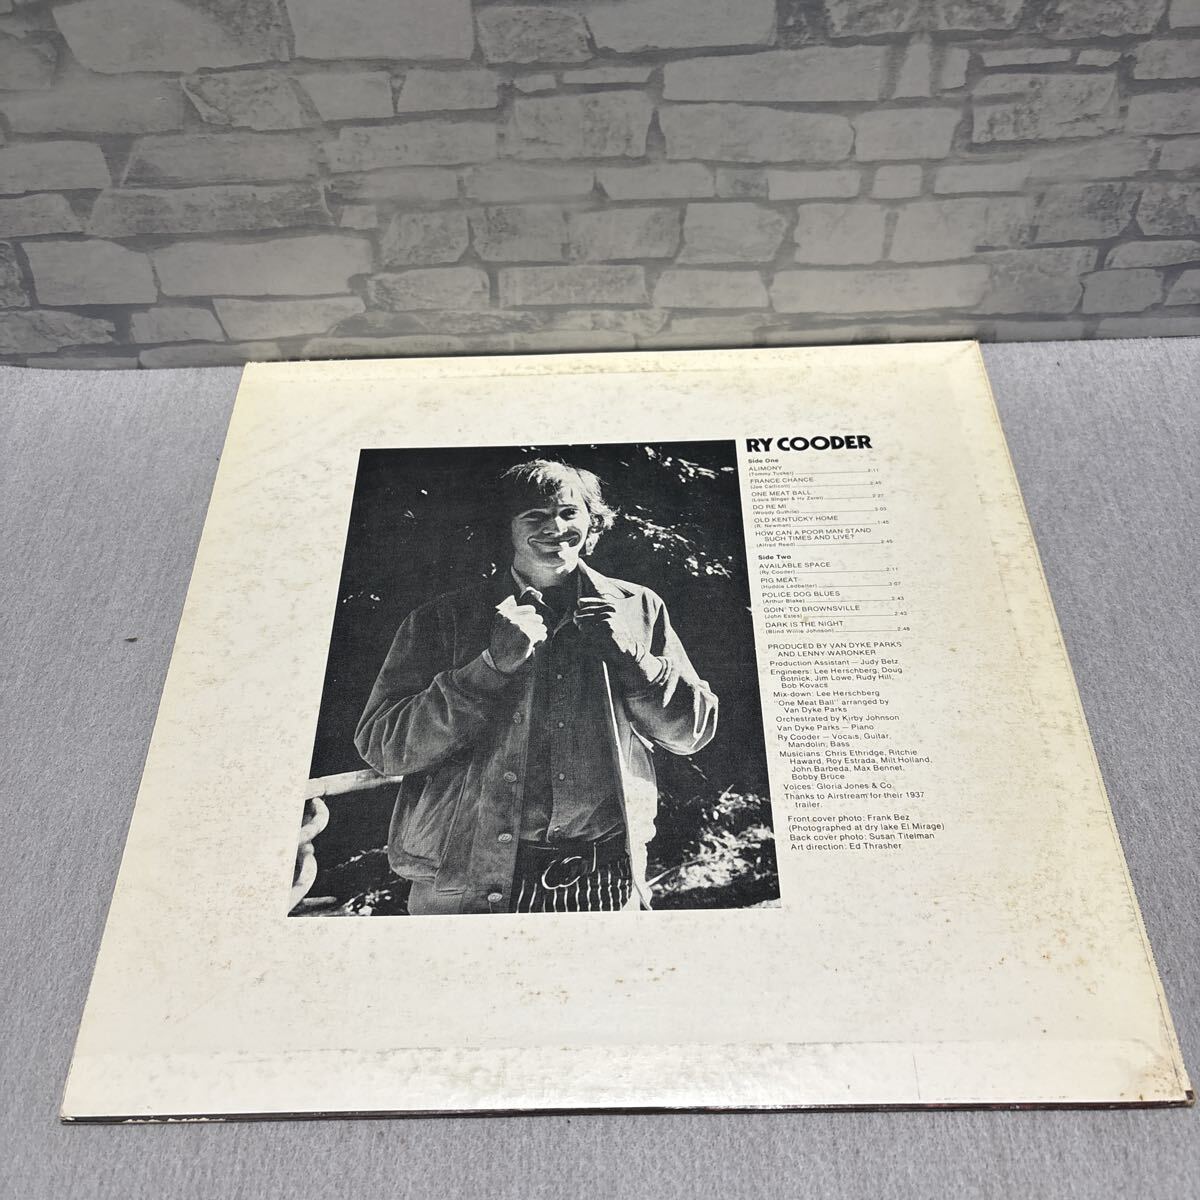 RY COODER
Side One
ALIMONY
(Tommy Tucker) 2:11
FRANCE CHANCE
(Joe Callicott) 2:45
ONE MEAT BALL
(Louis Singer & Hy Zaret) 2:27
DO RE MI
(Woody Guthrie) 3:03
OLD KENTUCKY HOME
(R. Newman) 1:45
HOW CAN A POOR MAN STAND
SUCH TIMES AND LIVE?
(Alfred Reed) 2:45
Side Two
AVAILABLE SPACE
(Ry Cooder) 2:11
PIG MEAT
(Huddie Ledbetter) 3:07
POLICE DOG BLUES
(Arthur Blake) 2:43
GOIN' TO BROWNSVILLE
(John Estes) 2:43
DARK IS THE NIGHT
(Blind Willie Johnson) 2:48
PRODUCED BY VAN DYKE PARKS
AND LENNY WARONKER
Production Assistant — Judy Betz
Engineers: Lee Herschberg, Doug
Botnick, Jim Lowe, Rudy Hill,
Bob Kovacs
Mix-down: Lee Herschberg
"One Meat Ball" arranged by
Van Dyke Parks
Orchestrated by Kirby Johnson
Van Dyke Parks — Piano
Ry Cooder — Vocals, Guitar,
Mandolin, Bass
Musicians: Chris Ethridge, Ritchie
Haward, Roy Estrada, Milt Holland,
John Barbeda, Max Bennet,
Bobby Bruce
Voices: Gloria Jones & Co.
Thanks to Airstream for their 1937
trailer.
Front cover photo: Frank Bez
(Photographed at dry lake El Mirage)
Back cover photo: Susan Titelman
Art direction: Ed Thrasher